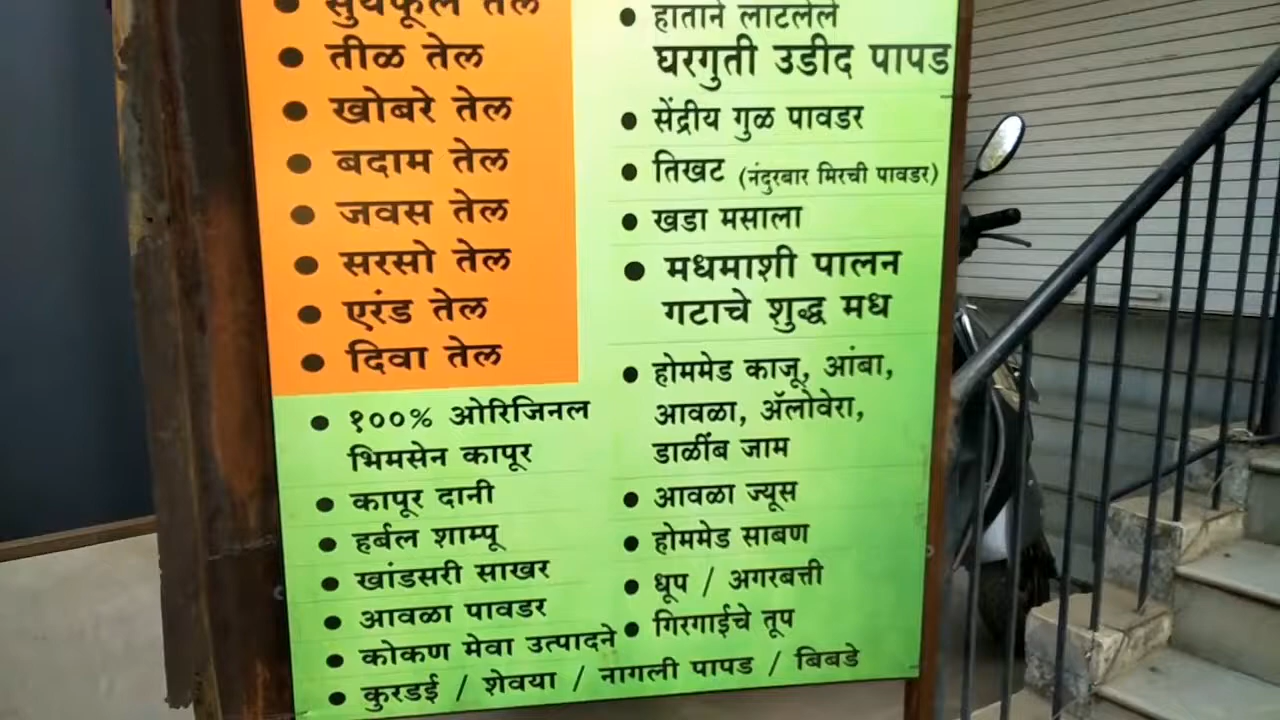 सुर्यफूल तेल
तीळ तेल
खोबरे तेल
बदाम तेल
जवस तेल
सरसो तेल
एरंड तेल
दिवा तेल
१००% ओरिजिनल
भिमसेन कापूर
कापूर दानी
हर्बल शाम्पू
खांडसरी साखर
आवळा पावडर
कोकण मेवा उत्पादने
हाताने लाटलेले
घरगुती उडीद पापड
सेंद्रीय गुळ पावडर
तिखट (नंदुरबार मिरची पावडर)
खडा मसाला
मधमाशी पालन
गटाचे शुद्ध मध
होममेड काजू, आंबा,
आवळा, ॲलोवेरा,
डाळींब जाम
आवळा ज्यूस
होममेड साबण
धूप / अगरबत्ती
गिरगाईचे तूप
कुरडई / शेवया / नागली पापड / बिबडे